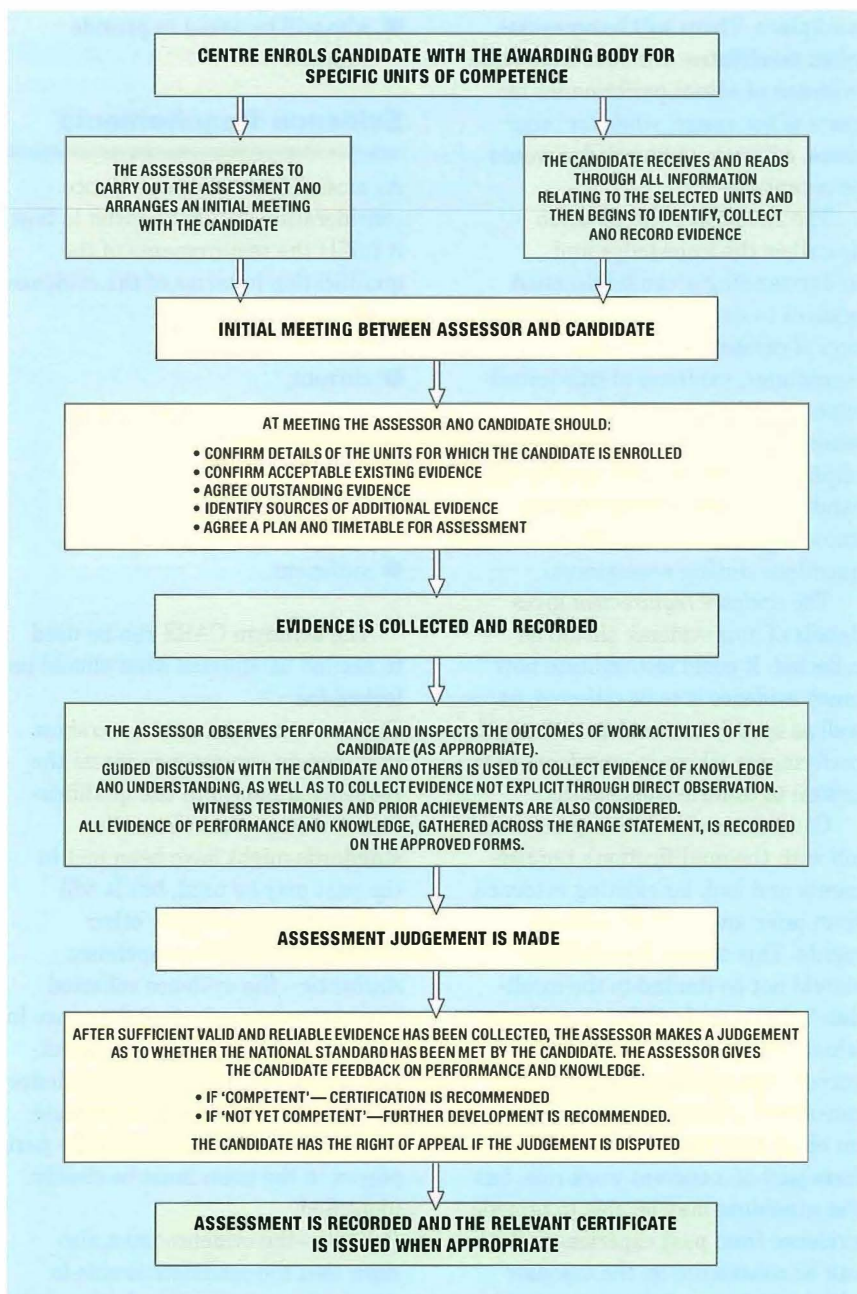 CENTRE ENROLS CANDIDATE WITH THE AWARDING BODY FOR
SPECIFIC UNITS OF COMPETENCE
THE ASSESSOR PREPARES TO
CARRY OUT THE ASSESSMENT ANO
ARRANGES AN INITIAL MEETING
WITH THE CANDIDATE
THE CANDIDATE RECEIVES AND READS
THROUGH ALL INFORMATION
RELATING TO THE SELECTED UNITS AND
THEN BEGINS TO IDENTIFY, COLLECT
ANO RECORD EVIDENCE
INITIAL MEETING BETWEEN ASSESSOR AND CANDIDATE
AT MEETING THE ASSESSOR ANO CANDIDATE SHOULD:
• CONFIRM DETAILS OF THE UNITS FOR WHICH THE CANDIDATE IS ENROLLED
• CONFIRM ACCEPTABLE EXISTING EVIDENCE
• AGREE OUTSTANDING EVIDENCE
• IDENTIFY SOURCES OF ADDITIONAL EVIDENCE
• AGREE A PLAN ANO TIMETABLE FOR ASSESSMENT
EVIDENCE IS COLLECTED AND RECORDED
THE ASSESSOR OBSERVES PERFORMANCE AND INSPECTS THE OUTCOMES OF WORK ACTIVITIES OF THE
CANDIDATE (AS APPROPRIATE).
GUIDED DISCUSSION WITH THE CANDIDATE AND OTHERS IS USED TO COLLECT EVIDENCE OF KNOWLEDGE
ANO UNDERSTANDING, AS WELL AS TO COLLECT EVIDENCE NOT EXPLICIT THROUGH DIRECT OBSERVATION.
WITNESS TESTIMONIES AND PRIOR ACHIEVEMENTS ARE ALSO CONSIDERED.
ALL EVIDENCE OF PERFORMANCE AND KNOWLEDGE, GATHERED ACROSS THE RANGE STATEMENT, IS RECORDED
ON THE APPROVED FORMS.
ASSESSMENT JUDGEMENT IS MADE
AFTER SUFFICIENT VALID AND RELIABLE EVIDENCE HAS BEEN COLLECTED, THE ASSESSOR MAKES A JUDGEMENT
AS TO WHETHER THE NATIONAL STANDARD HAS BEEN MET BY THE CANDIDATE. THE ASSESSOR GIVES
THE CANDIDATE FEEDBACK ON PERFORMANCE AND KNOWLEDGE.
• IF 'COMPETENT'— CERTIFICATION IS RECOMMENDED
• IF 'NOT YET COMPETENT'—FURTHER DEVELOPMENT IS RECOMMENDED.
THE CANDIDATE HAS THE RIGHT OF APPEAL IF THE JUDGEMENT IS DISPUTED
ASSESSMENT IS RECORDED AND THE RELEVANT CERTIFICATE
IS ISSUED WHEN APPROPRIATE